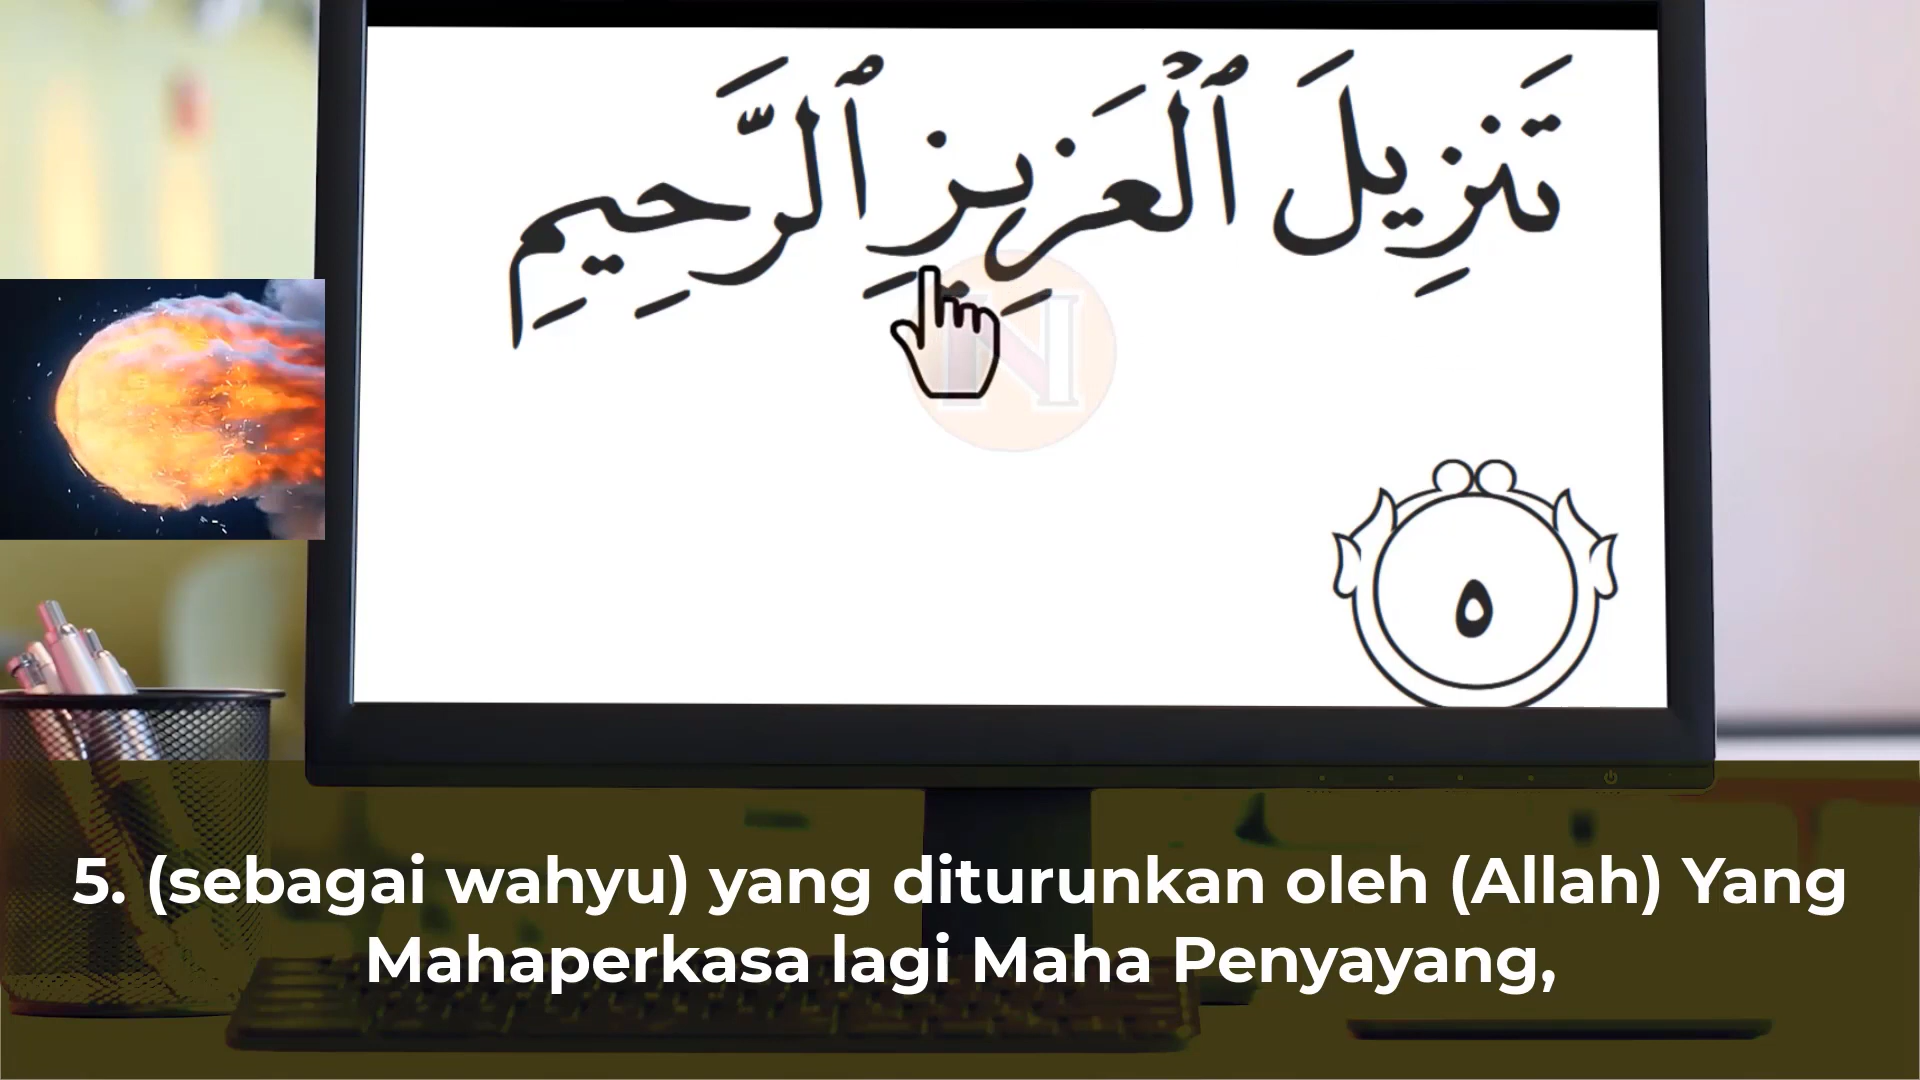 تَنزِيلَ ٱلْعَزِيزِ ٱلرَّحِيمِ
N
٥
5. (sebagai wahyu) yang diturunkan oleh (Allah) Yang
Mahaperkasa lagi Maha Penyayang,